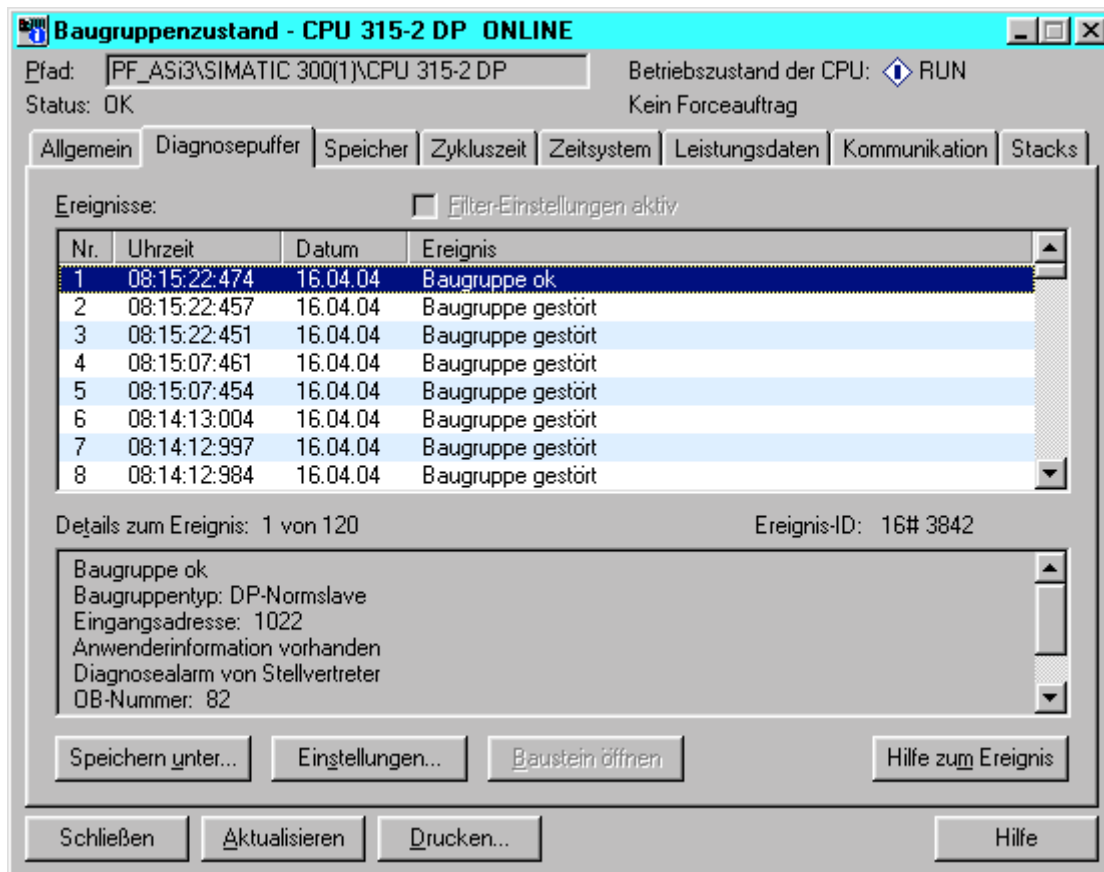 Baugruppenzustand - CPU 315-2 DP ONLINE
Pfad: PF_ASi3\SIMATIC 300(1)\CPU 315-2 DP Betriebszustand der CPU: RUN
Status: OK Kein Forceauftrag
Allgemein Diagnosepuffer Speicher Zykluszeit Zeitsystem Leistungsdaten Kommunikation Stacks
Ereignisse: Filter-Einstellungen aktiv
Nr. Uhrzeit Datum Ereignis
1 08:15:22:474 16.04.04 Baugruppe ok
2 08:15:22:457 16.04.04 Baugruppe gestört
3 08:15:22:451 16.04.04 Baugruppe gestört
4 08:15:07:461 16.04.04 Baugruppe gestört
5 08:15:07:454 16.04.04 Baugruppe gestört
6 08:14:13:004 16.04.04 Baugruppe gestört
7 08:14:12:997 16.04.04 Baugruppe gestört
8 08:14:12:984 16.04.04 Baugruppe gestört
Details zum Ereignis: 1 von 120 Ereignis-ID: 16# 3842
Baugruppe ok
Baugruppentyp: DP-Normslave
Eingangsadresse: 1022
Anwenderinformation vorhanden
Diagnosealarm von Stellvertreter
OB-Nummer: 82
Speichern unter... Einstellungen... Baustein öffnen Hilfe zum Ereignis
Schließen Aktualisieren Drucken... Hilfe